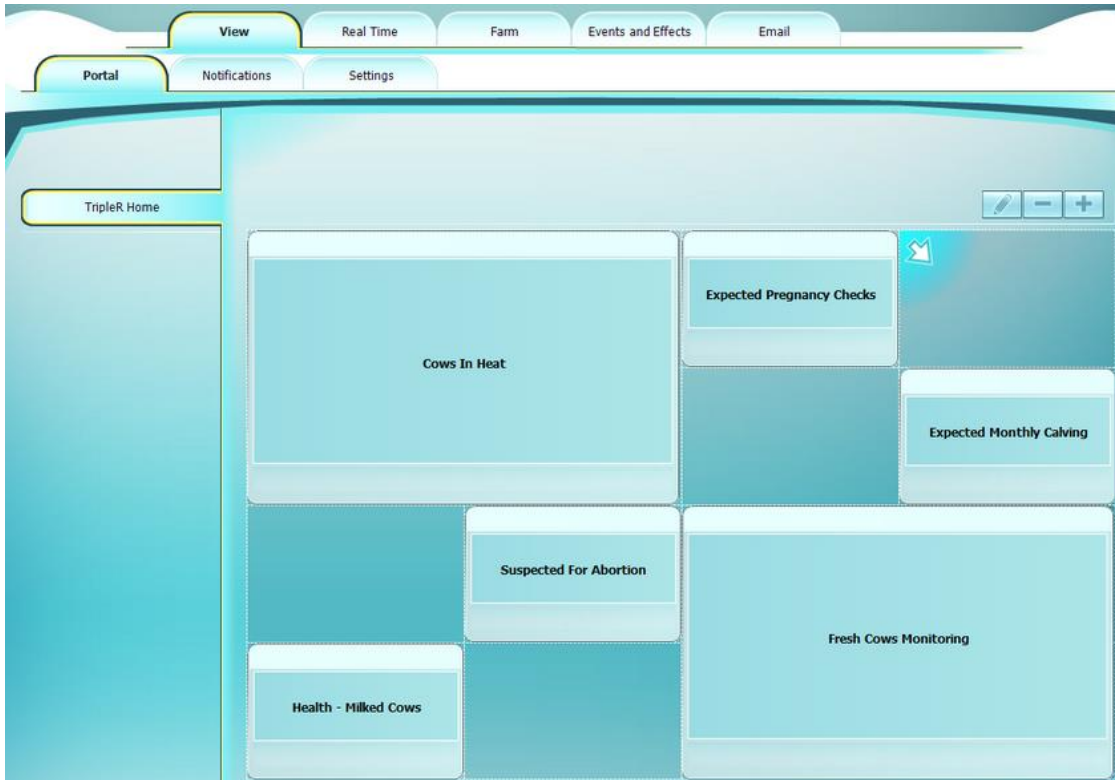 View
Real Time
Farm
Events and Effects
Email
Portal
Notifications
Settings
TripleR Home
Cows In Heat
Expected Pregnancy Checks
Expected Monthly Calving
Suspected For Abortion
Fresh Cows Monitoring
Health - Milked Cows